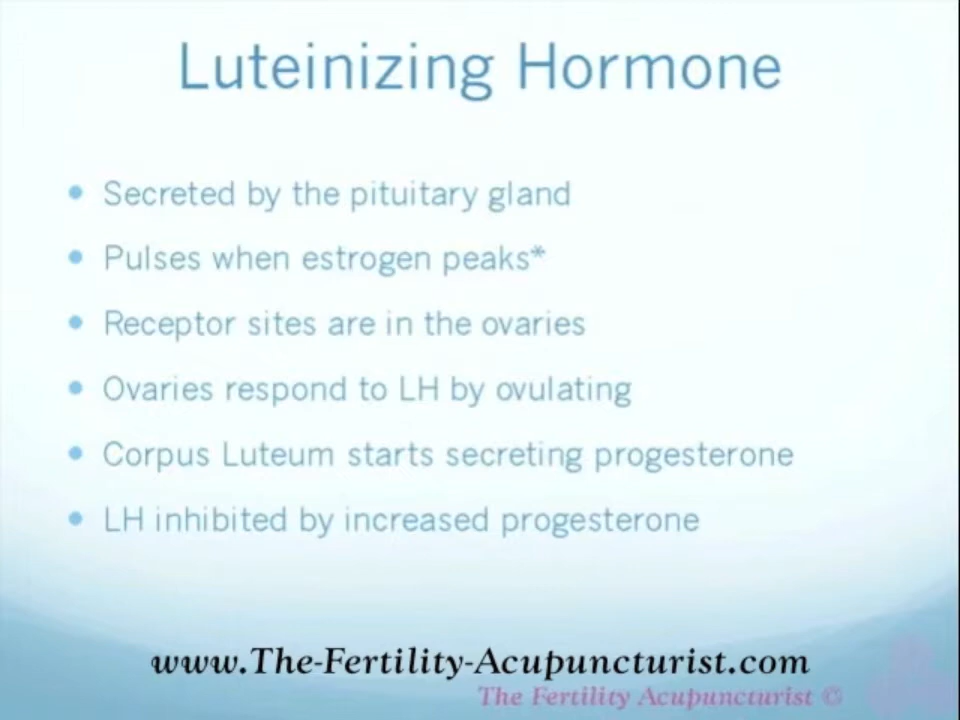 Luteinizing Hormone
• Secreted by the pituitary gland
• Pulses when estrogen peaks*
• Receptor sites are in the ovaries
• Ovaries respond to LH by ovulating
• Corpus Luteum starts secreting progesterone
• LH inhibited by increased progesterone
www.The-Fertility-Acupuncturist.com
The Fertility Acupuncturist ©